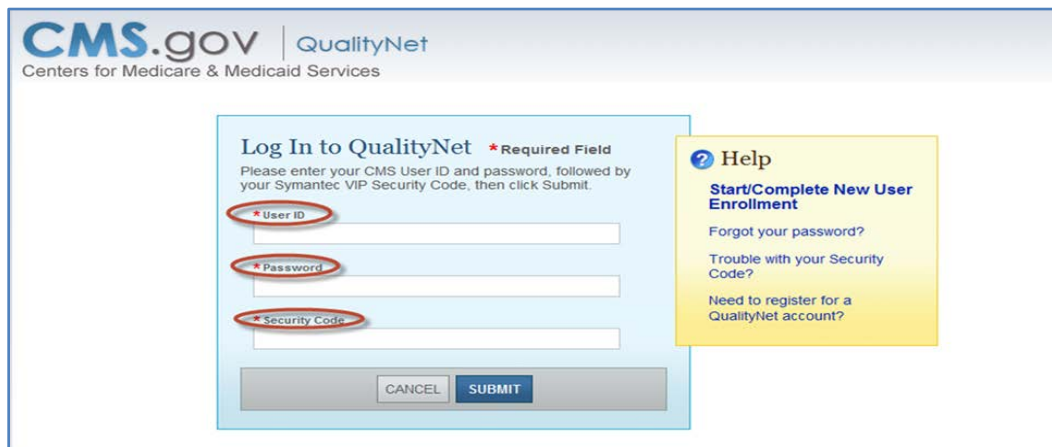 CMS.gov | QualityNet
Centers for Medicare & Medicaid Services
Log In to QualityNet *Required Field
Please enter your CMS User ID and password, followed by
your Symantec VIP Security Code, then click Submit.
* User ID
* Password
* Security Code
CANCEL SUBMIT
? Help
Start/Complete New User
Enrollment
Forgot your password?
Trouble with your Security
Code?
Need to register for a
QualityNet account?